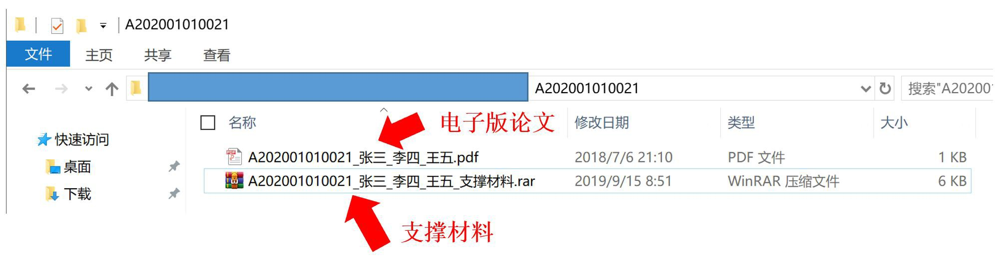 A202001010021
文件 主页 共享 查看
A202001010021 搜索"A20200
名称 电子版论文 修改日期 类型 大小
快速访问
A202001010021_张三_李四_王五.pdf 2018/7/6 21:10 PDF 文件 1 KB
桌面
A202001010021_张三_李四_王五_支撑材料.rar 2019/9/15 8:51 WinRAR 压缩文件 6 KB
下载
支撑材料